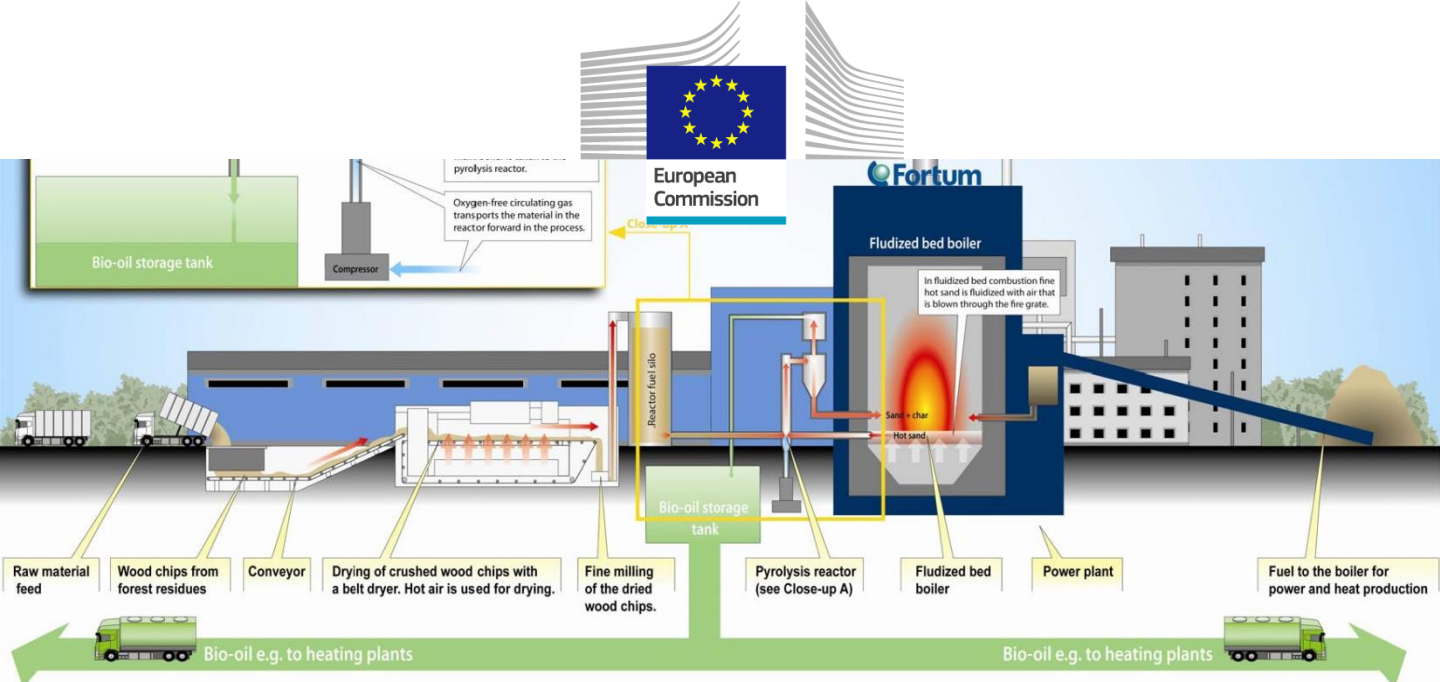 European
Commission
pyrolysis reactor.
Oxygen-free circulating gas
transports the material in the
reactor forward in the process.
Bio-oil storage tank
Compressor
Close-up A
Fortum
Fludized bed boiler
In fluidized bed combustion fine
hot sand is fluidized with air that
is blown through the fire grate.
Reactor fuel silo
Sand + char
Hot sand
Bio-oil storage
tank
Raw material
feed
Wood chips from
forest residues
Conveyor
Drying of crushed wood chips with
a belt dryer. Hot air is used for drying.
Fine milling
of the dried
wood chips.
Pyrolysis reactor
(see Close-up A)
Fludized bed
boiler
Power plant
Fuel to the boiler for
power and heat production
Bio-oil e.g. to heating plants
Bio-oil e.g. to heating plants